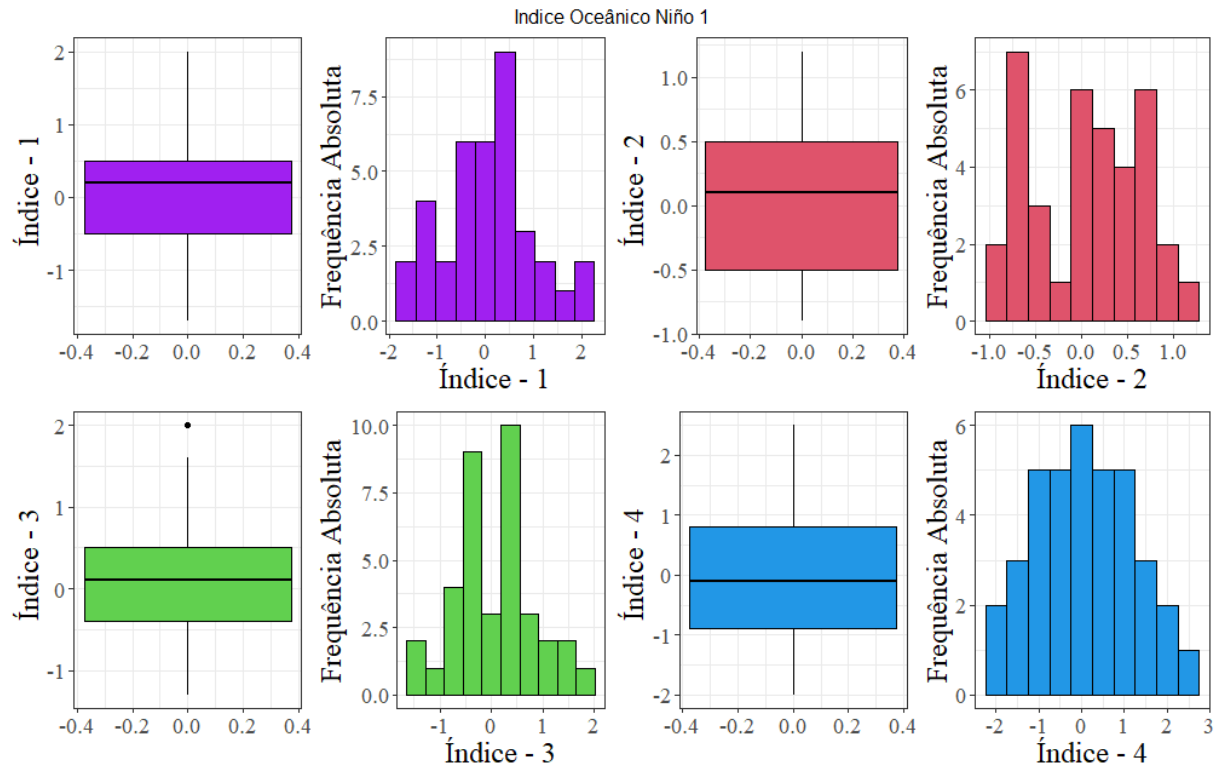 Indice Oceânico Niño 1
Índice - 1
2
1
0
-1
-0.4 -0.2 0.0 0.2 0.4
Frequência Absoluta
7.5
5.0
2.5
0.0
-2 -1 0 1 2
Índice - 1
Índice - 2
1.0
0.5
0.0
-0.5
-1.0
-0.4 -0.2 0.0 0.2 0.4
Frequência Absoluta
6
4
2
0
-1.0 -0.5 0.0 0.5 1.0
Índice - 2
Índice - 3
2
1
0
-1
-0.4 -0.2 0.0 0.2 0.4
Frequência Absoluta
10.0
7.5
5.0
2.5
0.0
-1 0 1 2
Índice - 3
Índice - 4
2
1
0
-1
-2
-0.4 -0.2 0.0 0.2 0.4
Frequência Absoluta
6
4
2
0
-2 -1 0 1 2 3
Índice - 4